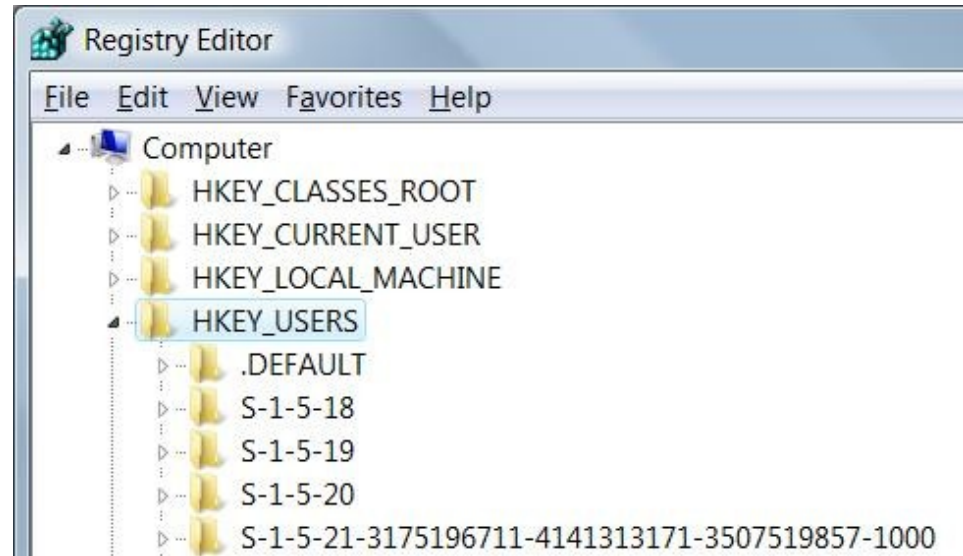 Registry Editor
File Edit View Favorites Help
Computer
HKEY_CLASSES_ROOT
HKEY_CURRENT_USER
HKEY_LOCAL_MACHINE
HKEY_USERS
.DEFAULT
S-1-5-18
S-1-5-19
S-1-5-20
S-1-5-21-3175196711-4141313171-3507519857-1000